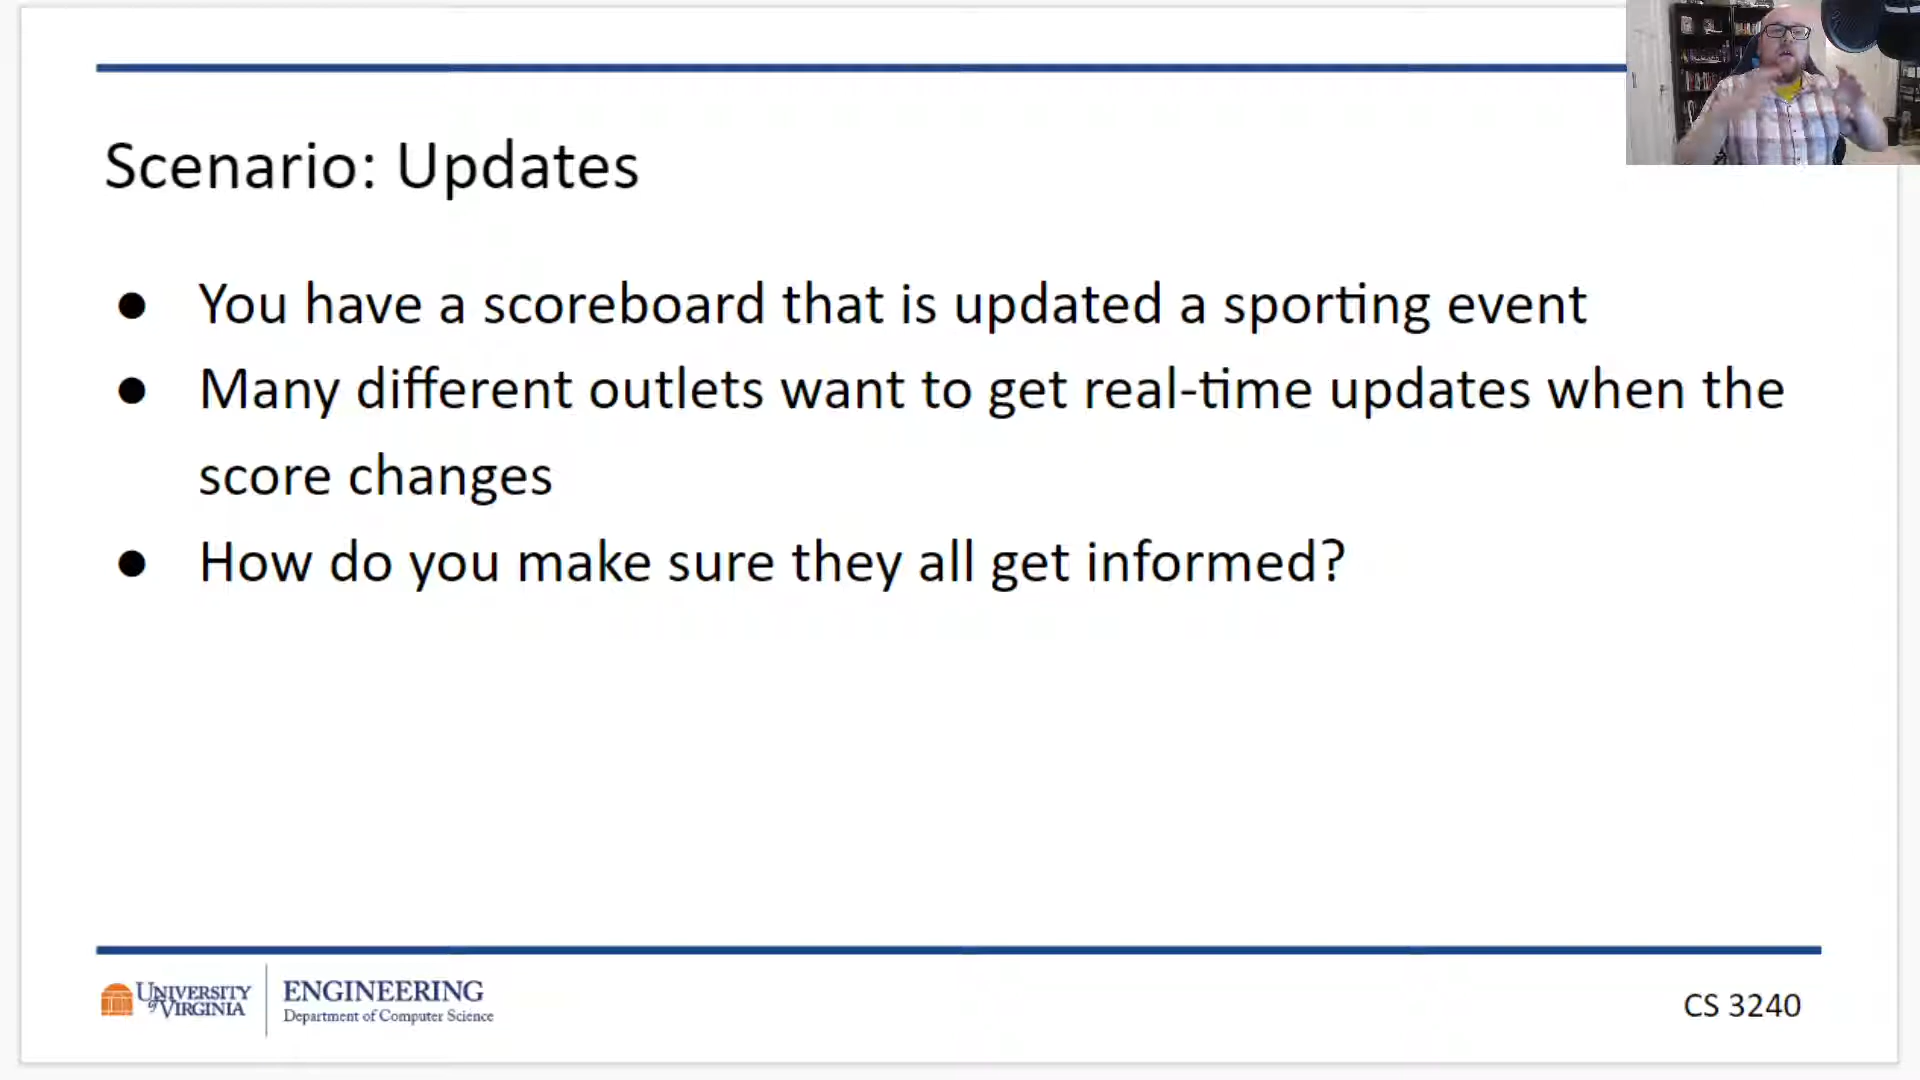 Scenario: Updates
● You have a scoreboard that is updated a sporting event
● Many different outlets want to get real-time updates when the
score changes
● How do you make sure they all get informed?
UNIVERSITY
of VIRGINIA
ENGINEERING
Department of Computer Science
CS 3240